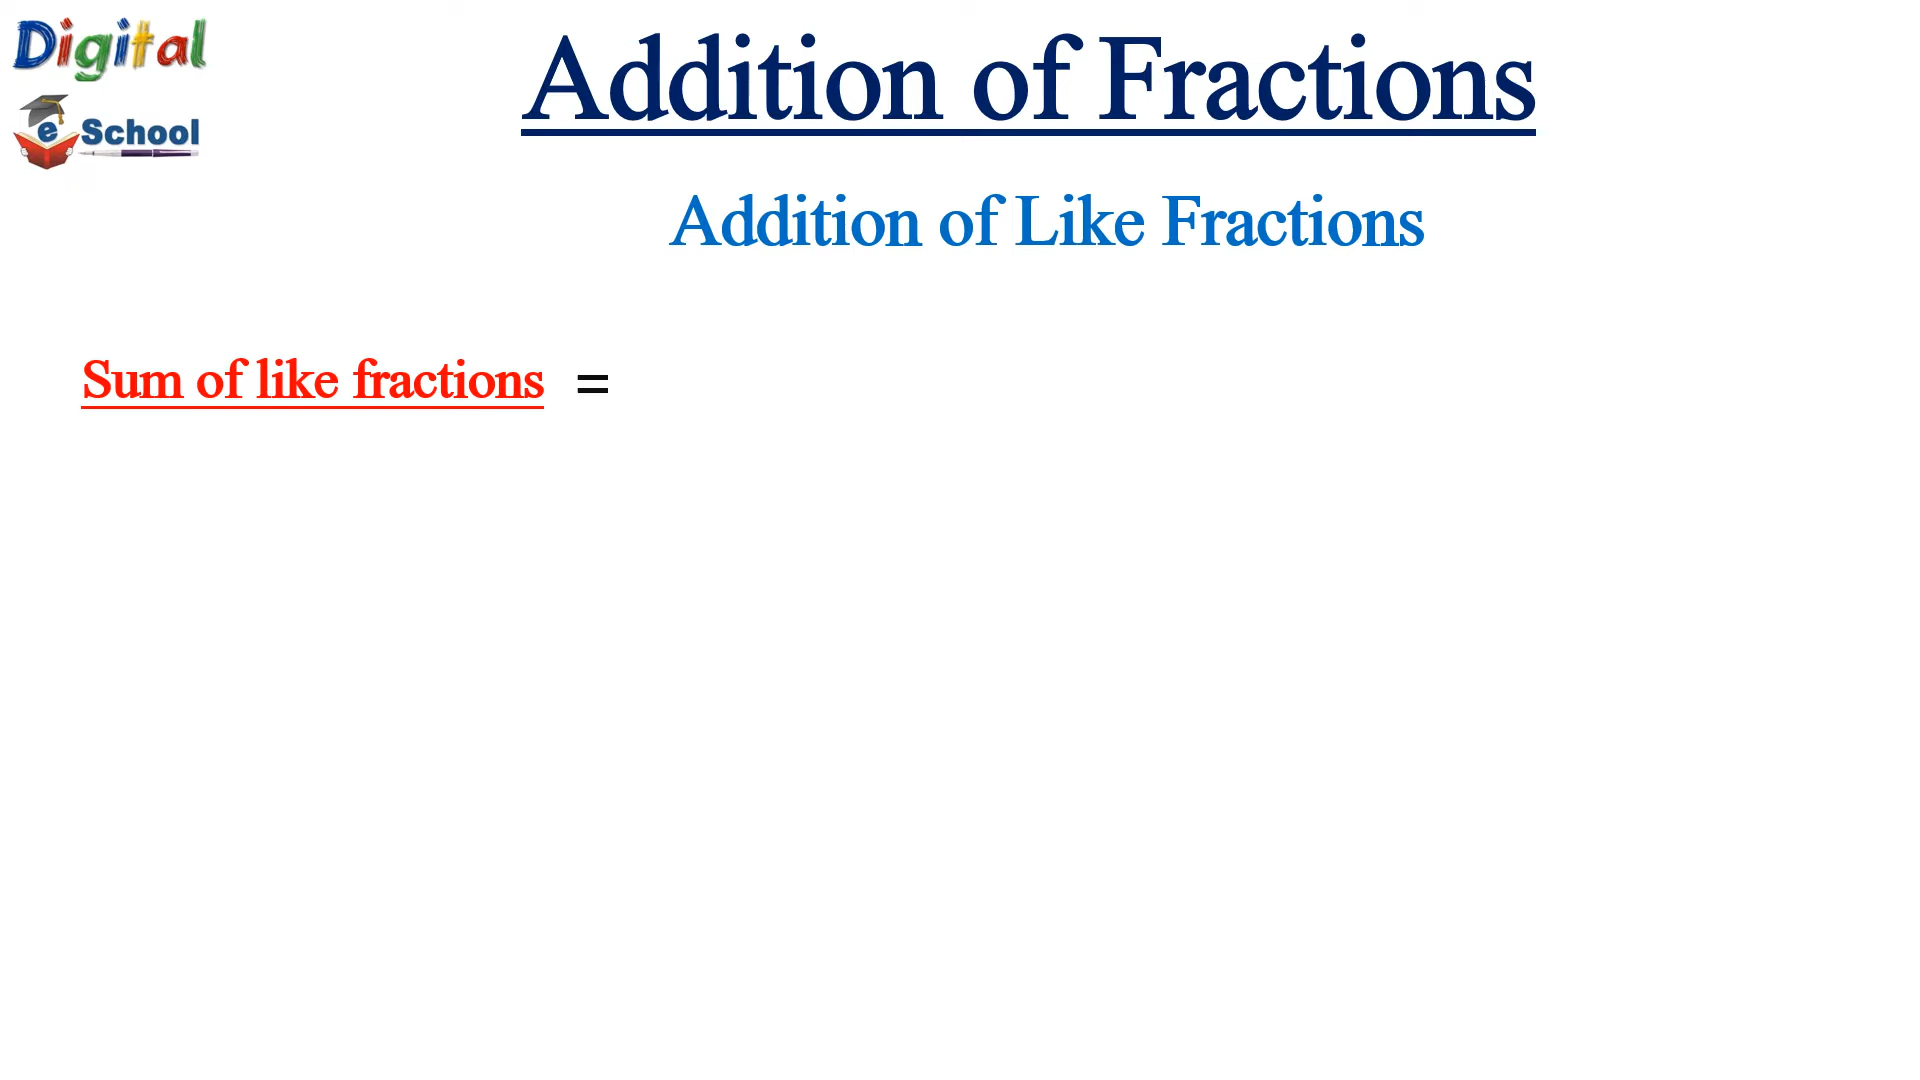 Digital
e School
Addition of Fractions
Addition of Like Fractions
Sum of like fractions =